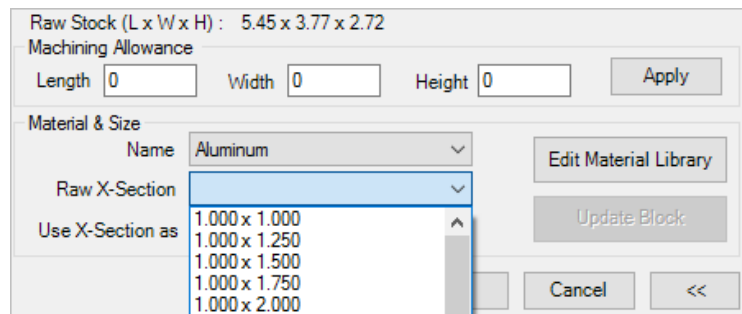 Raw Stock (L x W x H) : 5.45 x 3.77 x 2.72
Machining Allowance
Length 0 Width 0 Height 0 Apply
Material & Size
Name Aluminum Edit Material Library
Raw X-Section
Use X-Section as Update Block
1.000 x 1.000
1.000 x 1.250
1.000 x 1.500
1.000 x 1.750
1.000 x 2.000
Cancel <<